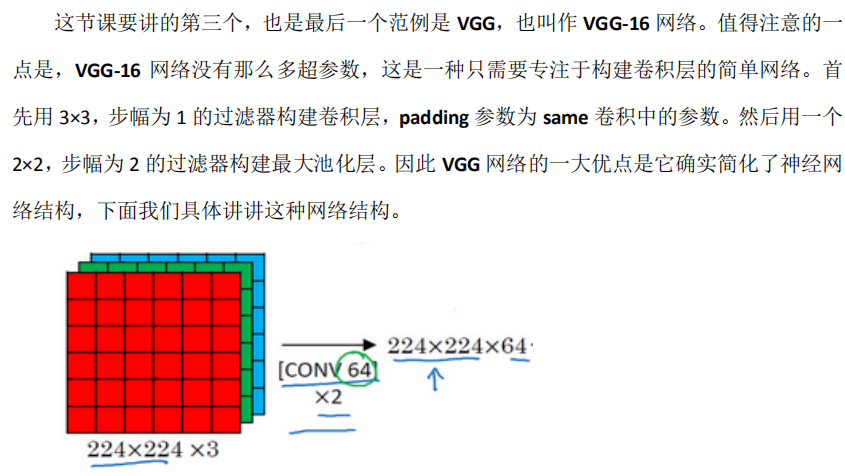 这节课要讲的第三个，也是最后一个范例是 VGG，也叫作 VGG-16 网络。值得注意的一
点是，VGG-16 网络没有那么多超参数，这是一种只需要专注于构建卷积层的简单网络。首
先用 3×3，步幅为 1 的过滤器构建卷积层，padding 参数为 same 卷积中的参数。然后用一个
2×2，步幅为 2 的过滤器构建最大池化层。因此 VGG 网络的一大优点是它确实简化了神经网
络结构，下面我们具体讲讲这种网络结构。
224×224×64
[CONV 64]
×2
224×224 ×3